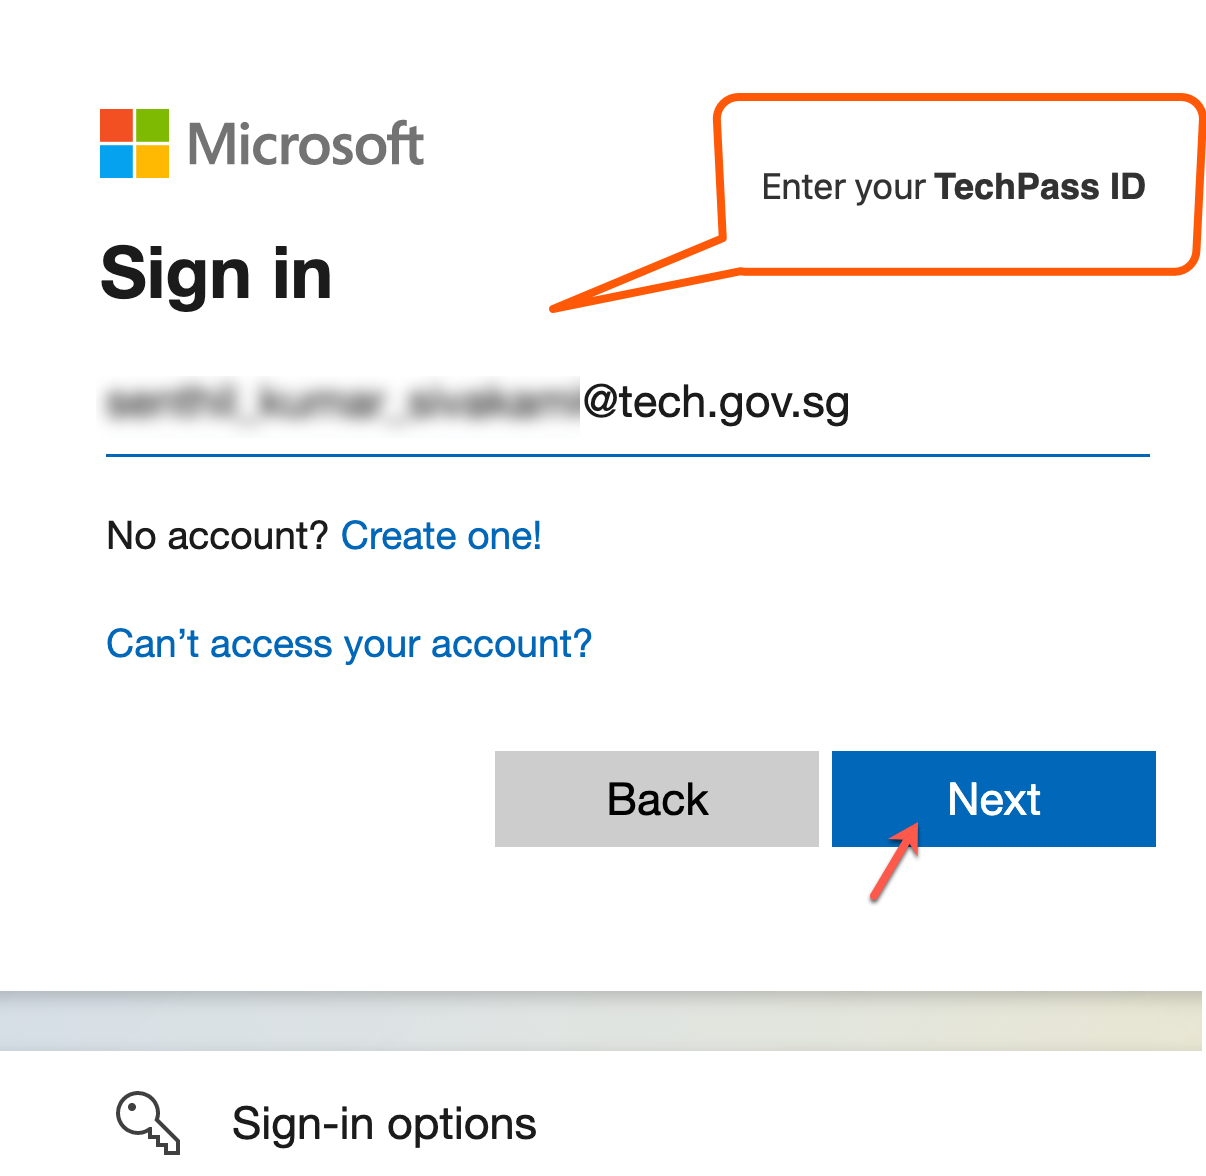 Microsoft
Enter your TechPass ID
Sign in
@tech.gov.sg
No account? Create one!
Can’t access your account?
Back
Next
Sign-in options